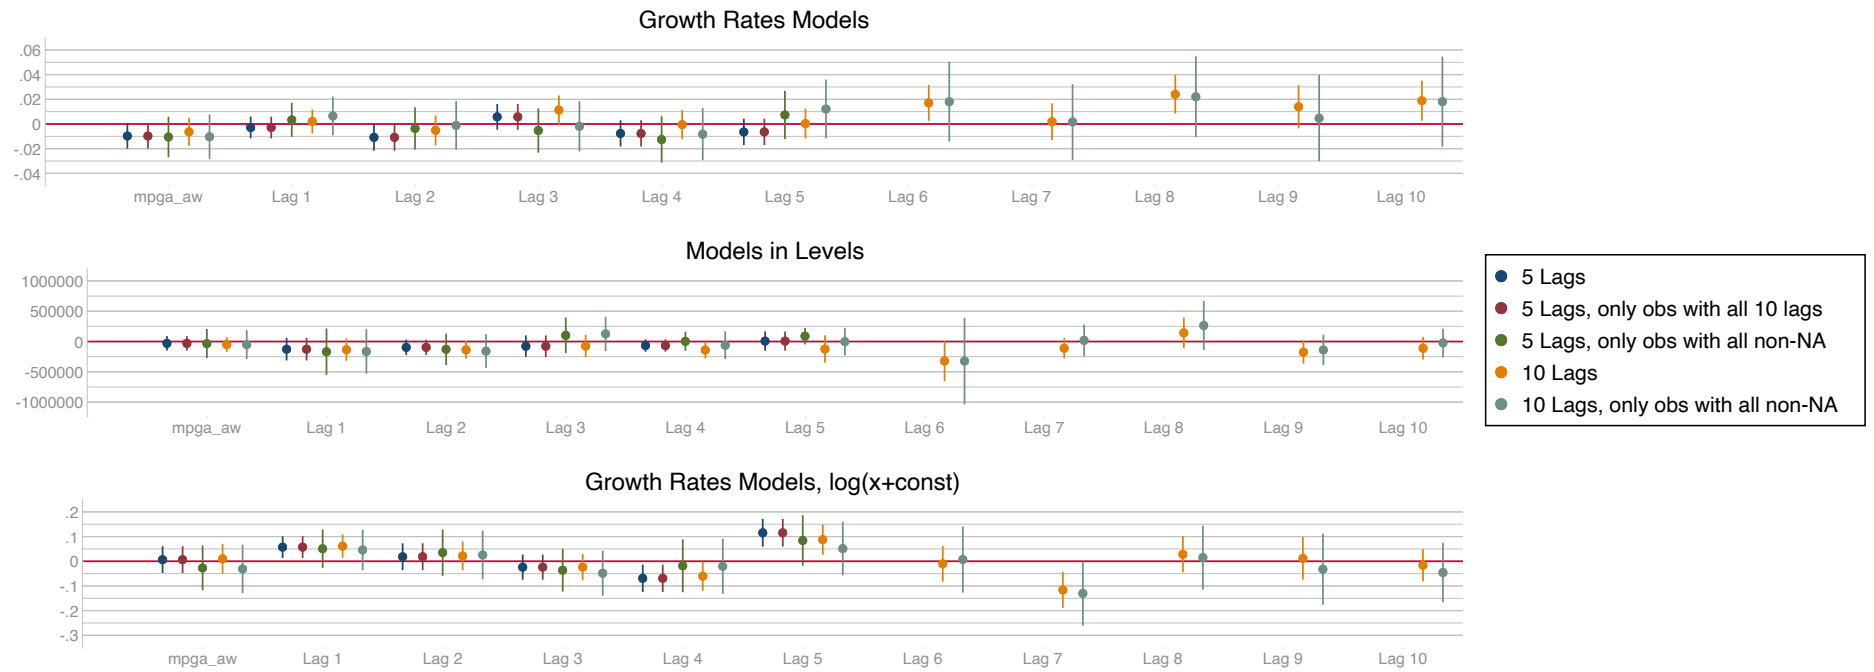 Growth Rates Models
.06
.04
.02
0
-.02
-.04
mpga_aw Lag 1 Lag 2 Lag 3 Lag 4 Lag 5 Lag 6 Lag 7 Lag 8 Lag 9 Lag 10
Models in Levels
1000000
500000
0
-500000
-1000000
mpga_aw Lag 1 Lag 2 Lag 3 Lag 4 Lag 5 Lag 6 Lag 7 Lag 8 Lag 9 Lag 10
5 Lags
5 Lags, only obs with all 10 lags
5 Lags, only obs with all non-NA
10 Lags
10 Lags, only obs with all non-NA
Growth Rates Models, log(x+const)
.2
.1
0
-.1
-.2
-.3
mpga_aw Lag 1 Lag 2 Lag 3 Lag 4 Lag 5 Lag 6 Lag 7 Lag 8 Lag 9 Lag 10